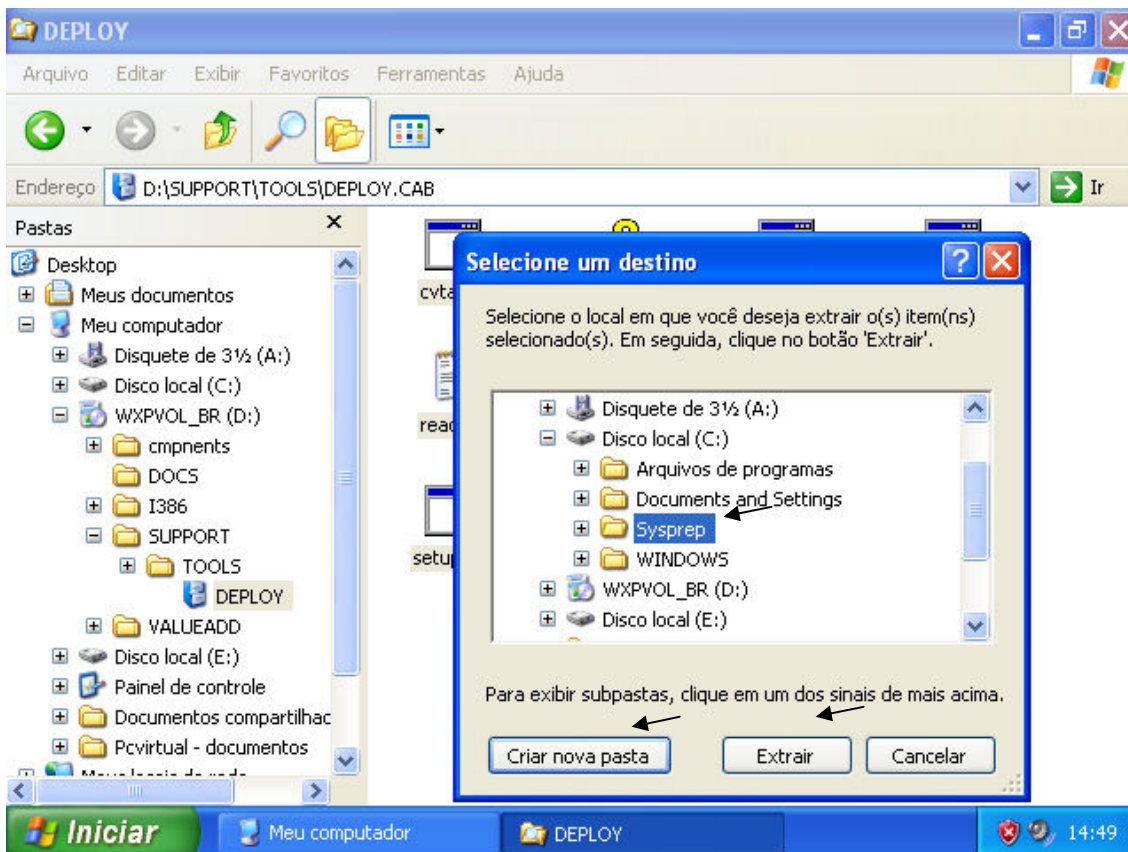 DEPLOY
Arquivo Editar Exibir Favoritos Ferramentas Ajuda
Endereço D:\SUPPORT\TOOLS\DEPLOY.CAB Ir
Pastas
Desktop
Meus documentos
Meu computador
Disquete de 3½ (A:)
Disco local (C:)
WXPVOL_BR (D:)
cmpnents
DOCS
I386
SUPPORT
TOOLS
DEPLOY
VALUEADD
Disco local (E:)
Painel de controle
Documentos compartilhac
Pcvirtual - documentos
Selecione um destino
Selecione o local em que você deseja extrair o(s) item(ns)
selecionado(s). Em seguida, clique no botão 'Extrair'.
Disquete de 3½ (A:)
Disco local (C:)
Arquivos de programas
Documents and Settings
Sysprep
WINDOWS
WXPVOL_BR (D:)
Disco local (E:)
Para exibir subpastas, clique em um dos sinais de mais acima.
Criar nova pasta Extrair Cancelar
Iniciar Meu computador DEPLOY 14:49